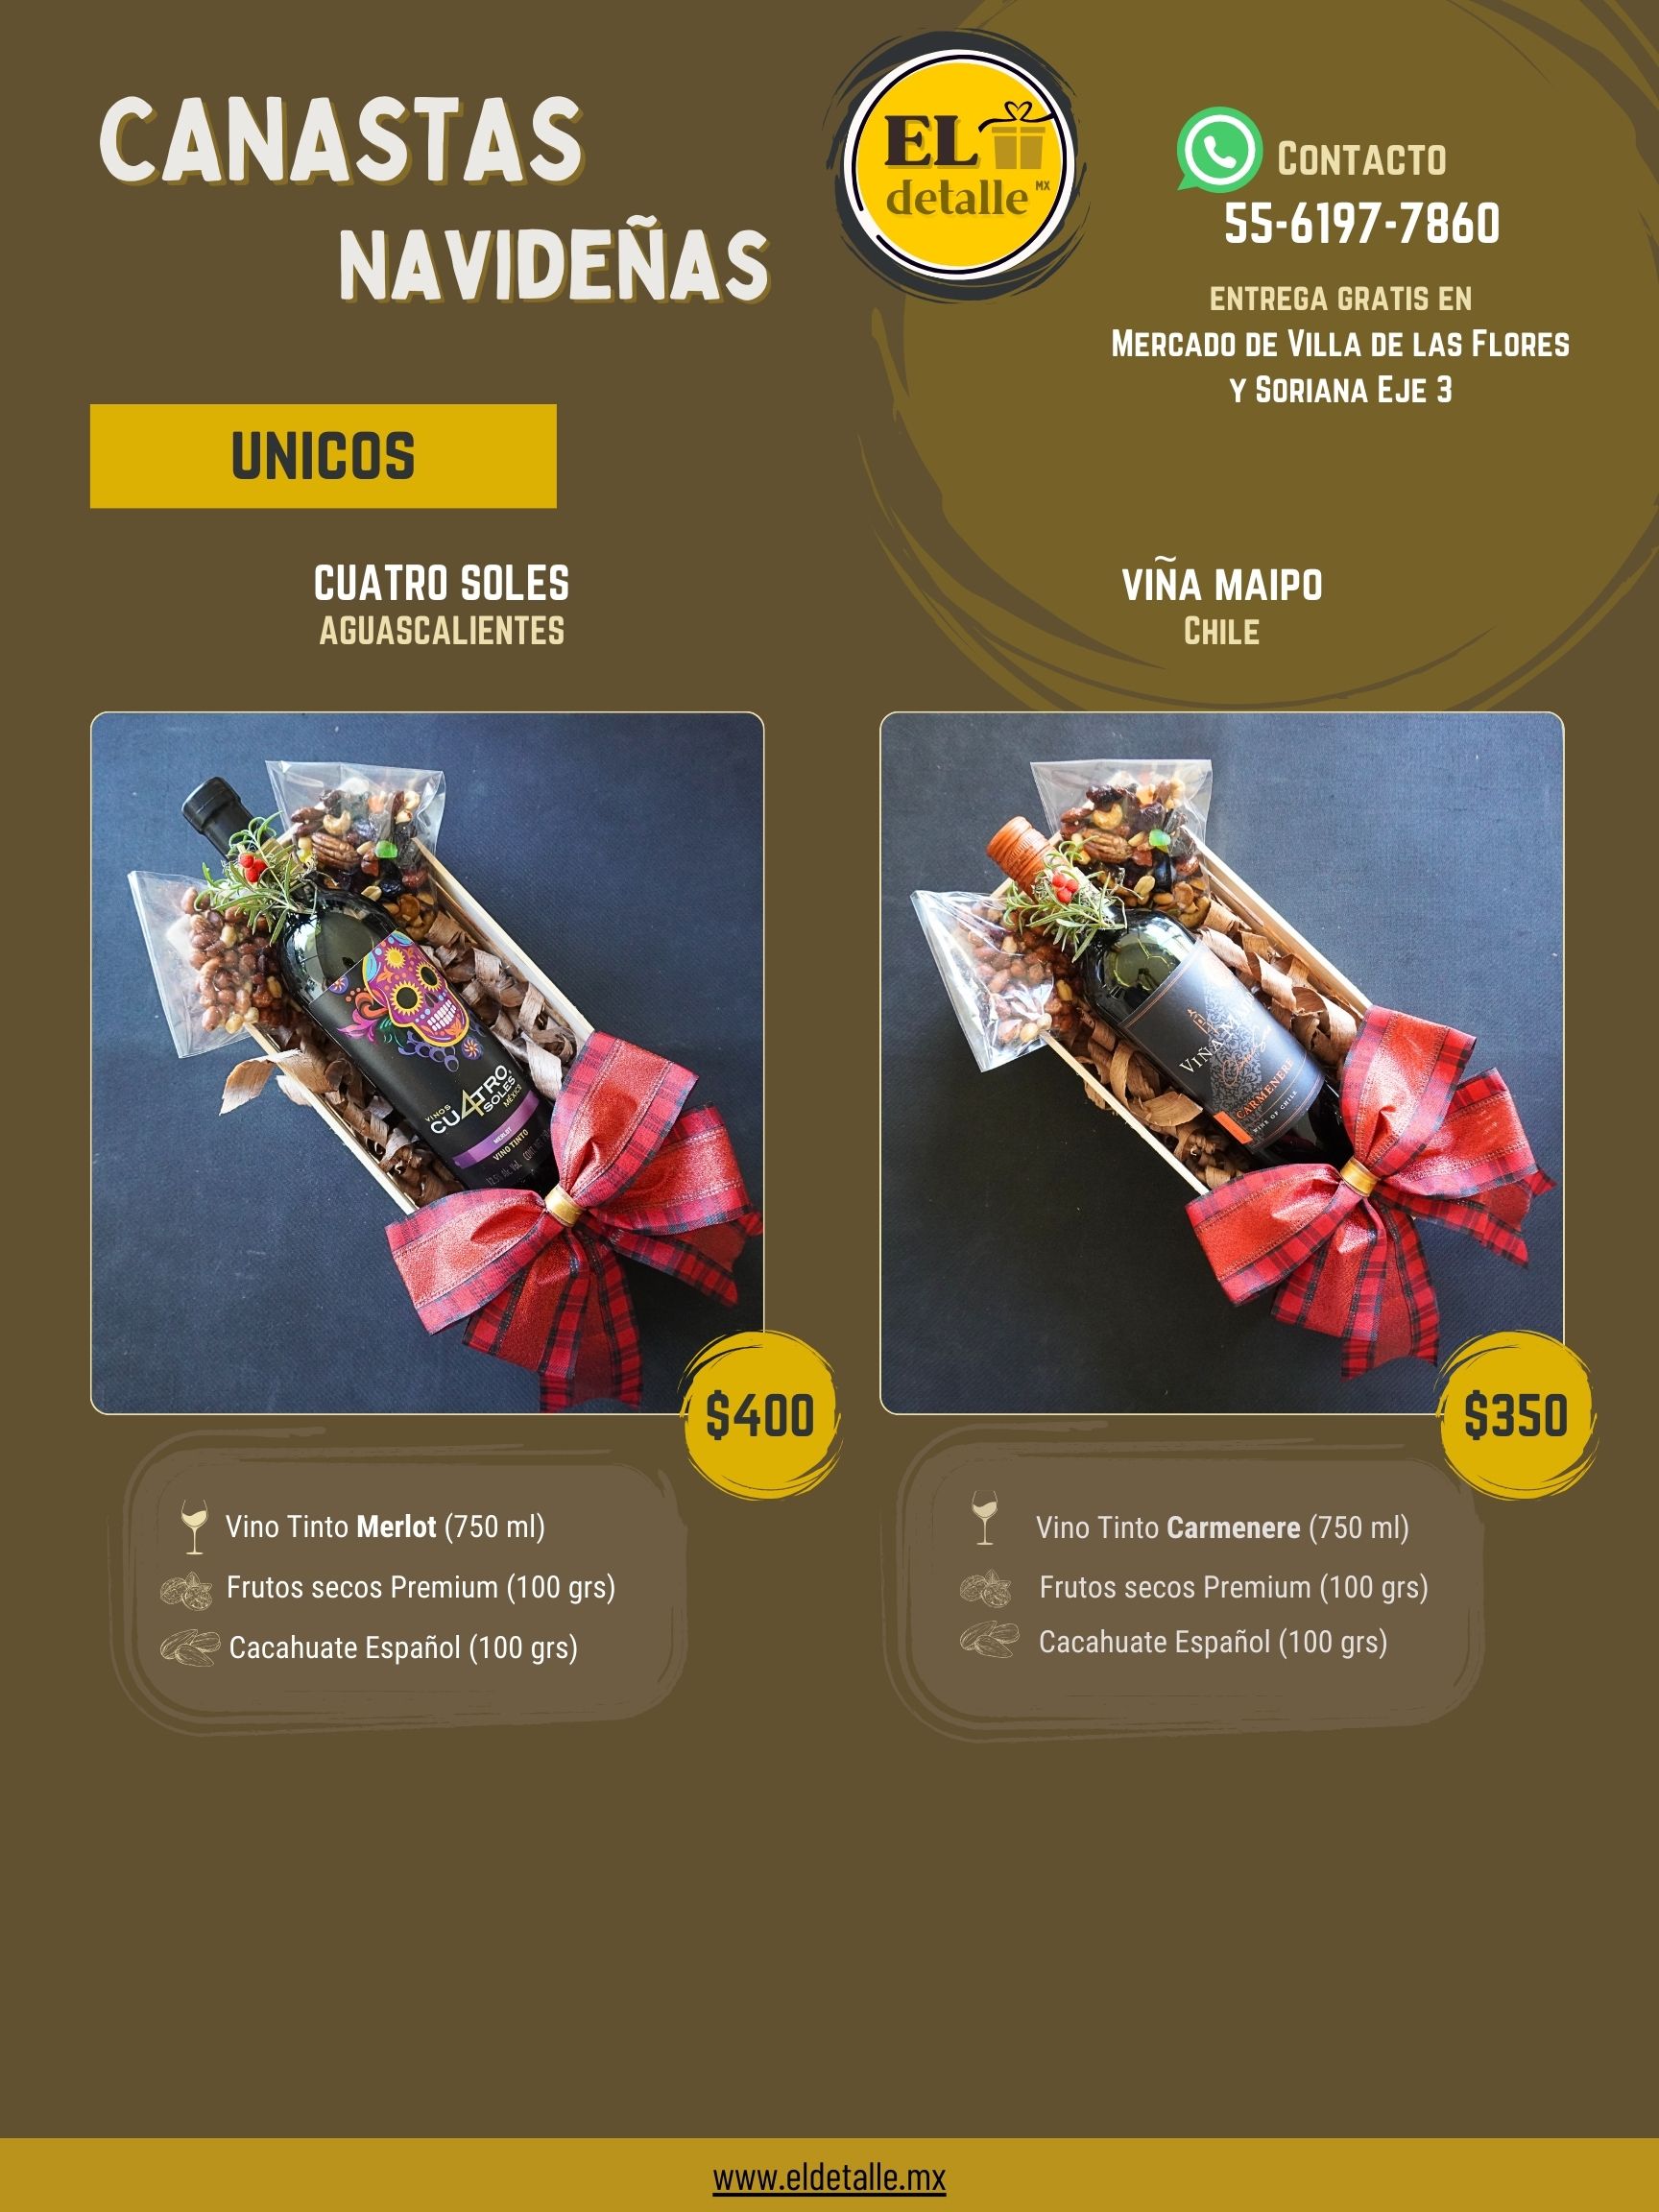 CANASTAS
NAVIDEÑAS
EL
detalle MX
CONTACTO
55-6197-7860
ENTREGA GRATIS EN
MERCADO DE VILLA DE LAS FLORES
Y SORIANA EJE 3
UNICOS
CUATRO SOLES
AGUASCALIENTES
VIÑA MAIPO
CHILE
VINOS
CU4TRO
SOLES
MÉXICO
MERLOT
VINO TINTO
VIÑA
CARMENERE
WINE OF CHILE
$400
$350
Vino Tinto Merlot (750 ml)
Frutos secos Premium (100 grs)
Cacahuate Español (100 grs)
Vino Tinto Carmenere (750 ml)
Frutos secos Premium (100 grs)
Cacahuate Español (100 grs)
www.eldetalle.mx